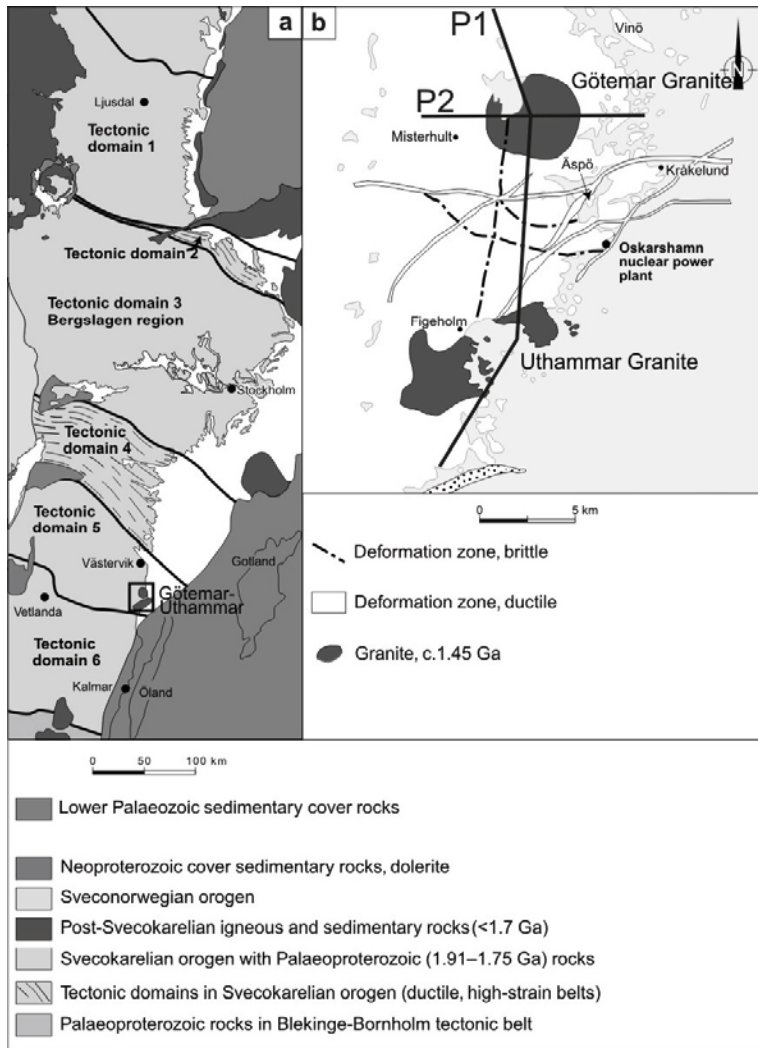 a
b
Ljusdal
Tectonic
domain 1
Tectonic
domain 2
Tectonic domain 3
Bergslagen region
Stockholm
Tectonic
domain 4
Tectonic
domain 5
Västervik
Gotland
Götemar-
Uthammar
Vetlanda
Tectonic
domain 6
Kalmar
Öland
0 50 100 km
P1
Vinö
N
Götemar Granite
P2
Misterhult
Äspö
Kråkelund
Oskarshamn
nuclear power
plant
Figeholm
Uthammar Granite
0 5 km
Deformation zone, brittle
Deformation zone, ductile
Granite, c.1.45 Ga
Lower Palaeozoic sedimentary cover rocks
Neoproterozoic cover sedimentary rocks, dolerite
Sveconorwegian orogen
Post-Svecokarelian igneous and sedimentary rocks (<1.7 Ga)
Svecokarelian orogen with Palaeoproterozoic (1.91–1.75 Ga) rocks
Tectonic domains in Svecokarelian orogen (ductile, high-strain belts)
Palaeoproterozoic rocks in Blekinge-Bornholm tectonic belt